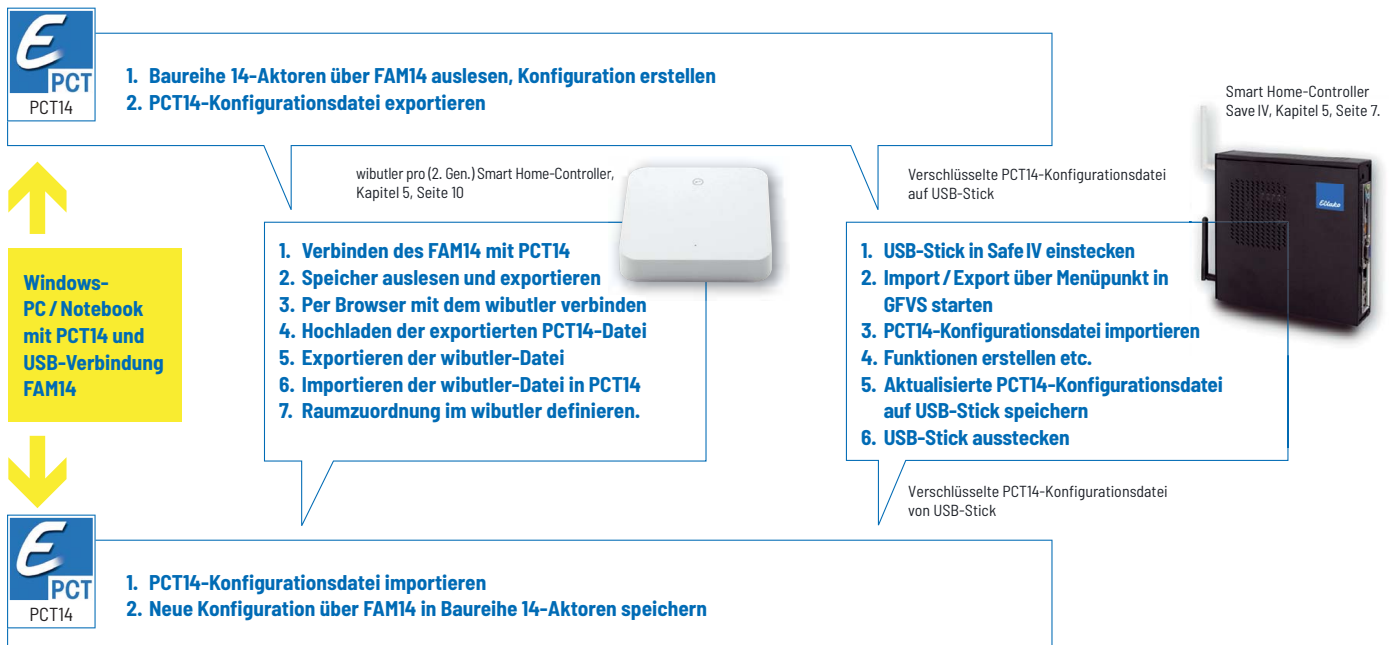 E
PCT
PCT14
1. Baureihe 14-Aktoren über FAM14 auslesen, Konfiguration erstellen
2. PCT14-Konfigurationsdatei exportieren
Smart Home-Controller
Save IV, Kapitel 5, Seite 7.
wibutler pro (2. Gen.) Smart Home-Controller,
Kapitel 5, Seite 10
Verschlüsselte PCT14-Konfigurationsdatei
auf USB-Stick
Eltako
Windows-
PC / Notebook
mit PCT14 und
USB-Verbindung
FAM14
1. Verbinden des FAM14 mit PCT14
2. Speicher auslesen und exportieren
3. Per Browser mit dem wibutler verbinden
4. Hochladen der exportierten PCT14-Datei
5. Exportieren der wibutler-Datei
6. Importieren der wibutler-Datei in PCT14
7. Raumzuordnung im wibutler definieren.
1. USB-Stick in Safe IV einstecken
2. Import / Export über Menüpunkt in
GFVS starten
3. PCT14-Konfigurationsdatei importieren
4. Funktionen erstellen etc.
5. Aktualisierte PCT14-Konfigurationsdatei
auf USB-Stick speichern
6. USB-Stick ausstecken
Verschlüsselte PCT14-Konfigurationsdatei
von USB-Stick
E
PCT
PCT14
1. PCT14-Konfigurationsdatei importieren
2. Neue Konfiguration über FAM14 in Baureihe 14-Aktoren speichern